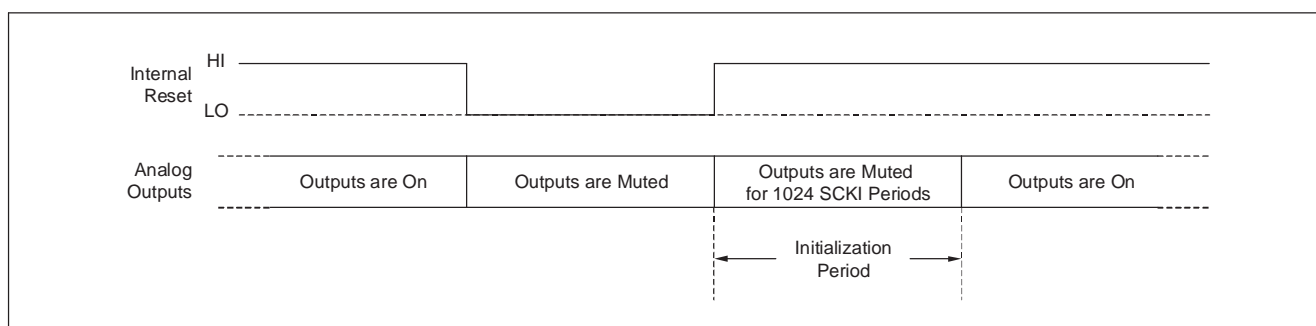 HI
Internal
Reset
LO
Analog
Outputs
Outputs are On
Outputs are Muted
Outputs are Muted
for 1024 SCKI Periods
Outputs are On
Initialization
Period